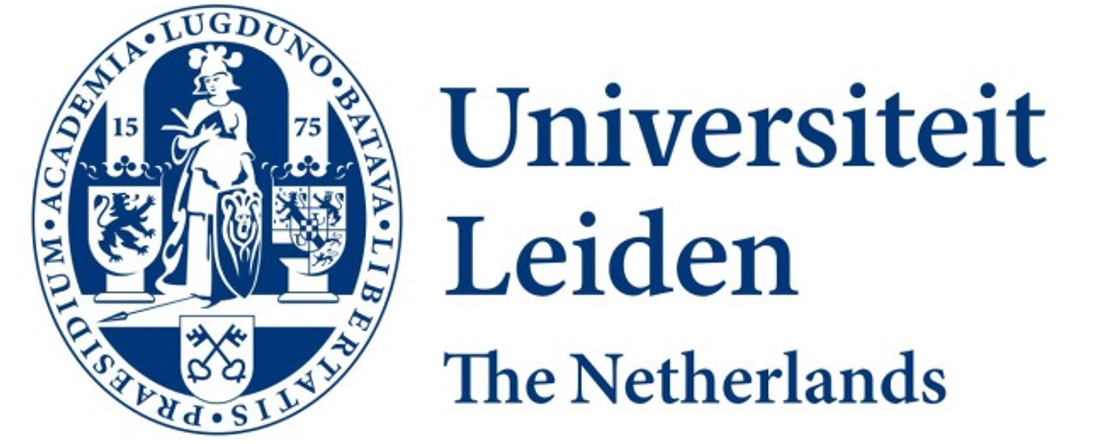 ACADEMIA·LUGDUNO·BATAVA·LIBERTATIS·PRAESIDIUM·
15 75
Universiteit
Leiden
The Netherlands